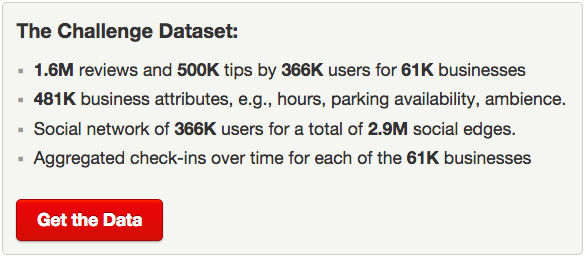 The Challenge Dataset:
1.6M reviews and 500K tips by 366K users for 61K businesses
481K business attributes, e.g., hours, parking availability, ambience.
Social network of 366K users for a total of 2.9M social edges.
Aggregated check-ins over time for each of the 61K businesses
Get the Data